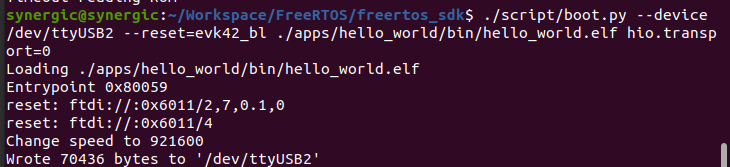 synergic@synergic:~/Workspace/FreeRTOS/freertos_sdk$ ./script/boot.py --device
/dev/ttyUSB2 --reset=evk42_bl ./apps/hello_world/bin/hello_world.elf hio.transp
ort=0
Loading ./apps/hello_world/bin/hello_world.elf
Entrypoint 0x80059
reset: ftdi://:0x6011/2,7,0.1,0
reset: ftdi://:0x6011/4
Change speed to 921600
Wrote 70436 bytes to '/dev/ttyUSB2'